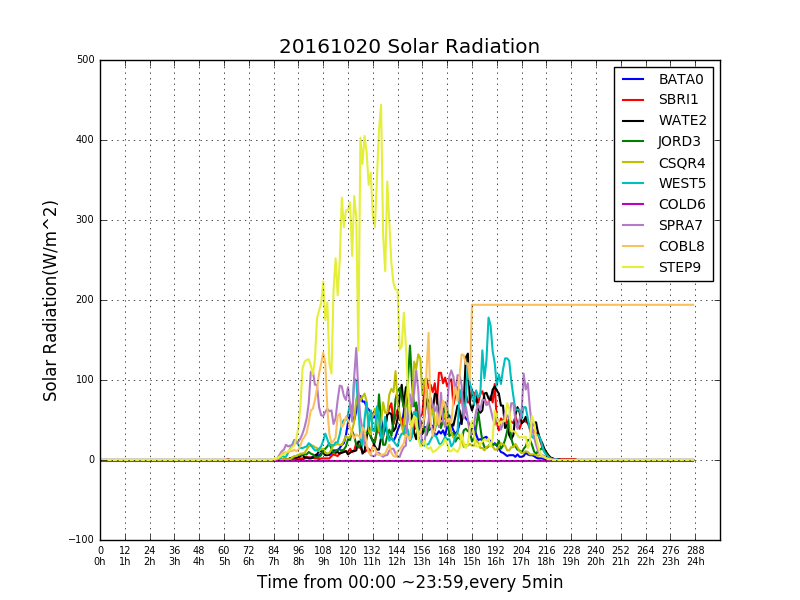 20161020 Solar Radiation
500
400
300
200
100
0
−100
Solar Radiation(W/m^2)
BATA0
SBRI1
WATE2
JORD3
CSQR4
WEST5
COLD6
SPRA7
COBL8
STEP9
0 12 24 36 48 60 72 84 96 108 120 132 144 156 168 180 192 204 216 228 240 252 264 276 288
0h 1h 2h 3h 4h 5h 6h 7h 8h 9h 10h 11h 12h 13h 14h 15h 16h 17h 18h 19h 20h 21h 22h 23h 24h
Time from 00:00 ~23:59,every 5min